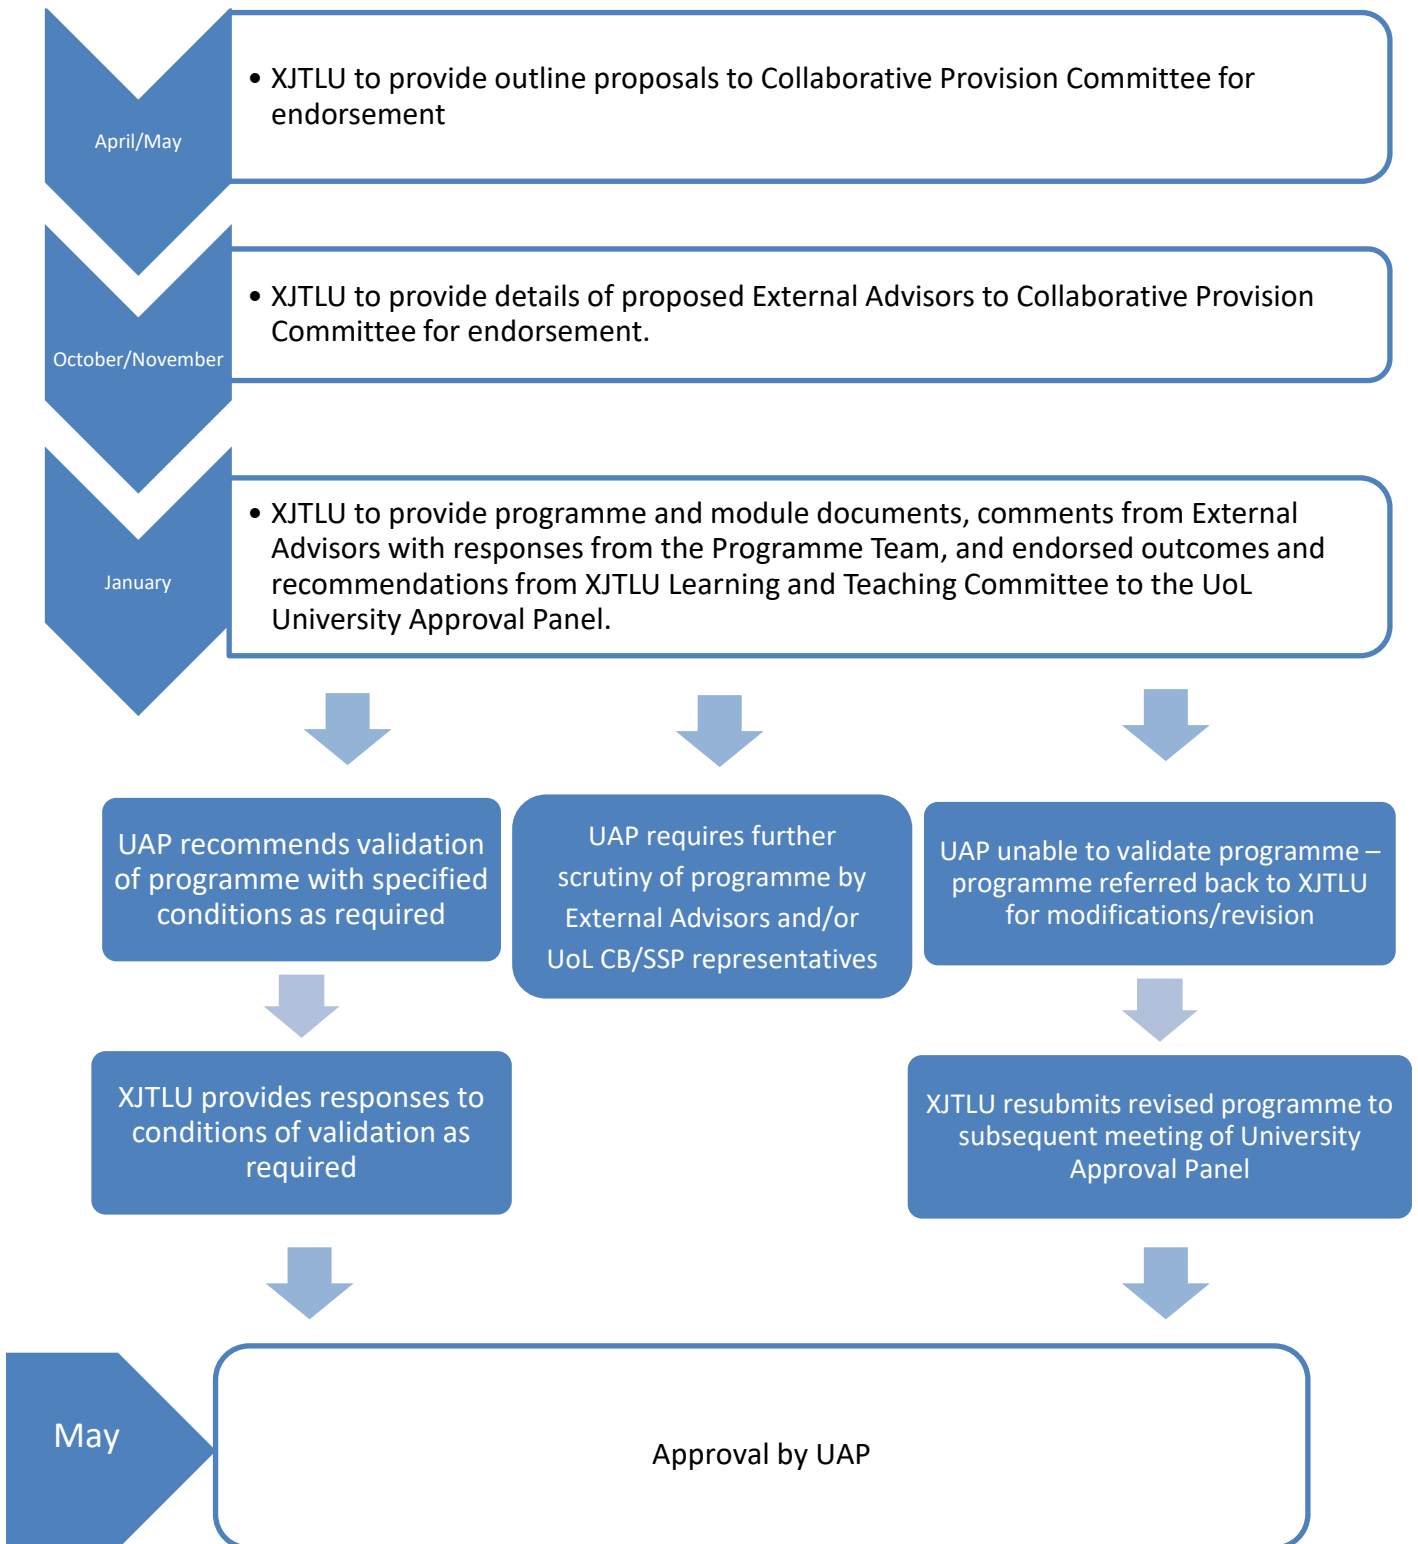 April/May
• XJTLU to provide outline proposals to Collaborative Provision Committee for
endorsement
October/November
• XJTLU to provide details of proposed External Advisors to Collaborative Provision
Committee for endorsement.
January
• XJTLU to provide programme and module documents, comments from External
Advisors with responses from the Programme Team, and endorsed outcomes and
recommendations from XJTLU Learning and Teaching Committee to the UoL
University Approval Panel.
UAP recommends validation
of programme with specified
conditions as required
UAP requires further
scrutiny of programme by
External Advisors and/or
UoL CB/SSP representatives
UAP unable to validate programme –
programme referred back to XJTLU
for modifications/revision
XJTLU provides responses to
conditions of validation as
required
XJTLU resubmits revised programme to
subsequent meeting of University
Approval Panel
May
Approval by UAP